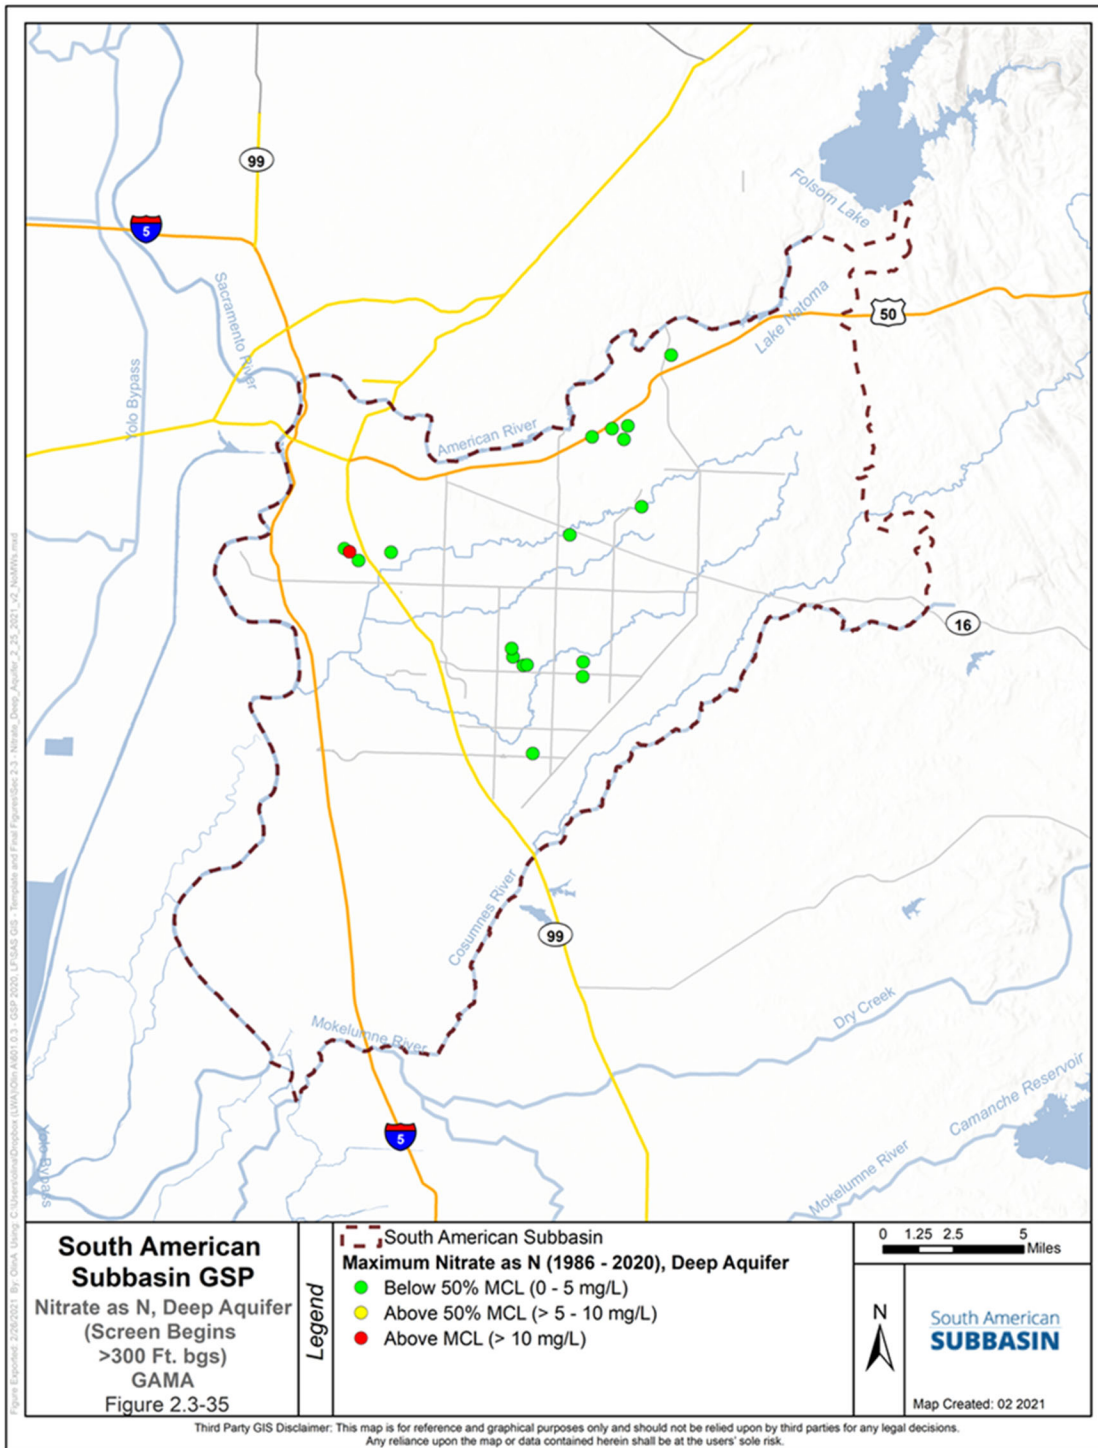 99
5
Folsom Lake
Sacramento River
Lake Natoma
50
Yolo Bypass
American River
16
Cosumnes River
99
Dry Creek
Mokelumne River
Camanche Reservoir
5
Mokelumne River
Yolo Bypass
South American
Subbasin GSP
Nitrate as N, Deep Aquifer
(Screen Begins
>300 Ft. bgs)
GAMA
Figure 2.3-35
Legend
South American Subbasin
Maximum Nitrate as N (1986 - 2020), Deep Aquifer
Below 50% MCL (0 - 5 mg/L)
Above 50% MCL (> 5 - 10 mg/L)
Above MCL (> 10 mg/L)
0 1.25 2.5 5
Miles
N
South American
SUBBASIN
Map Created: 02 2021
Third Party GIS Disclaimer: This map is for reference and graphical purposes only and should not be relied upon by third parties for any legal decisions.
Any reliance upon the map or data contained herein shall be at the users' sole risk.